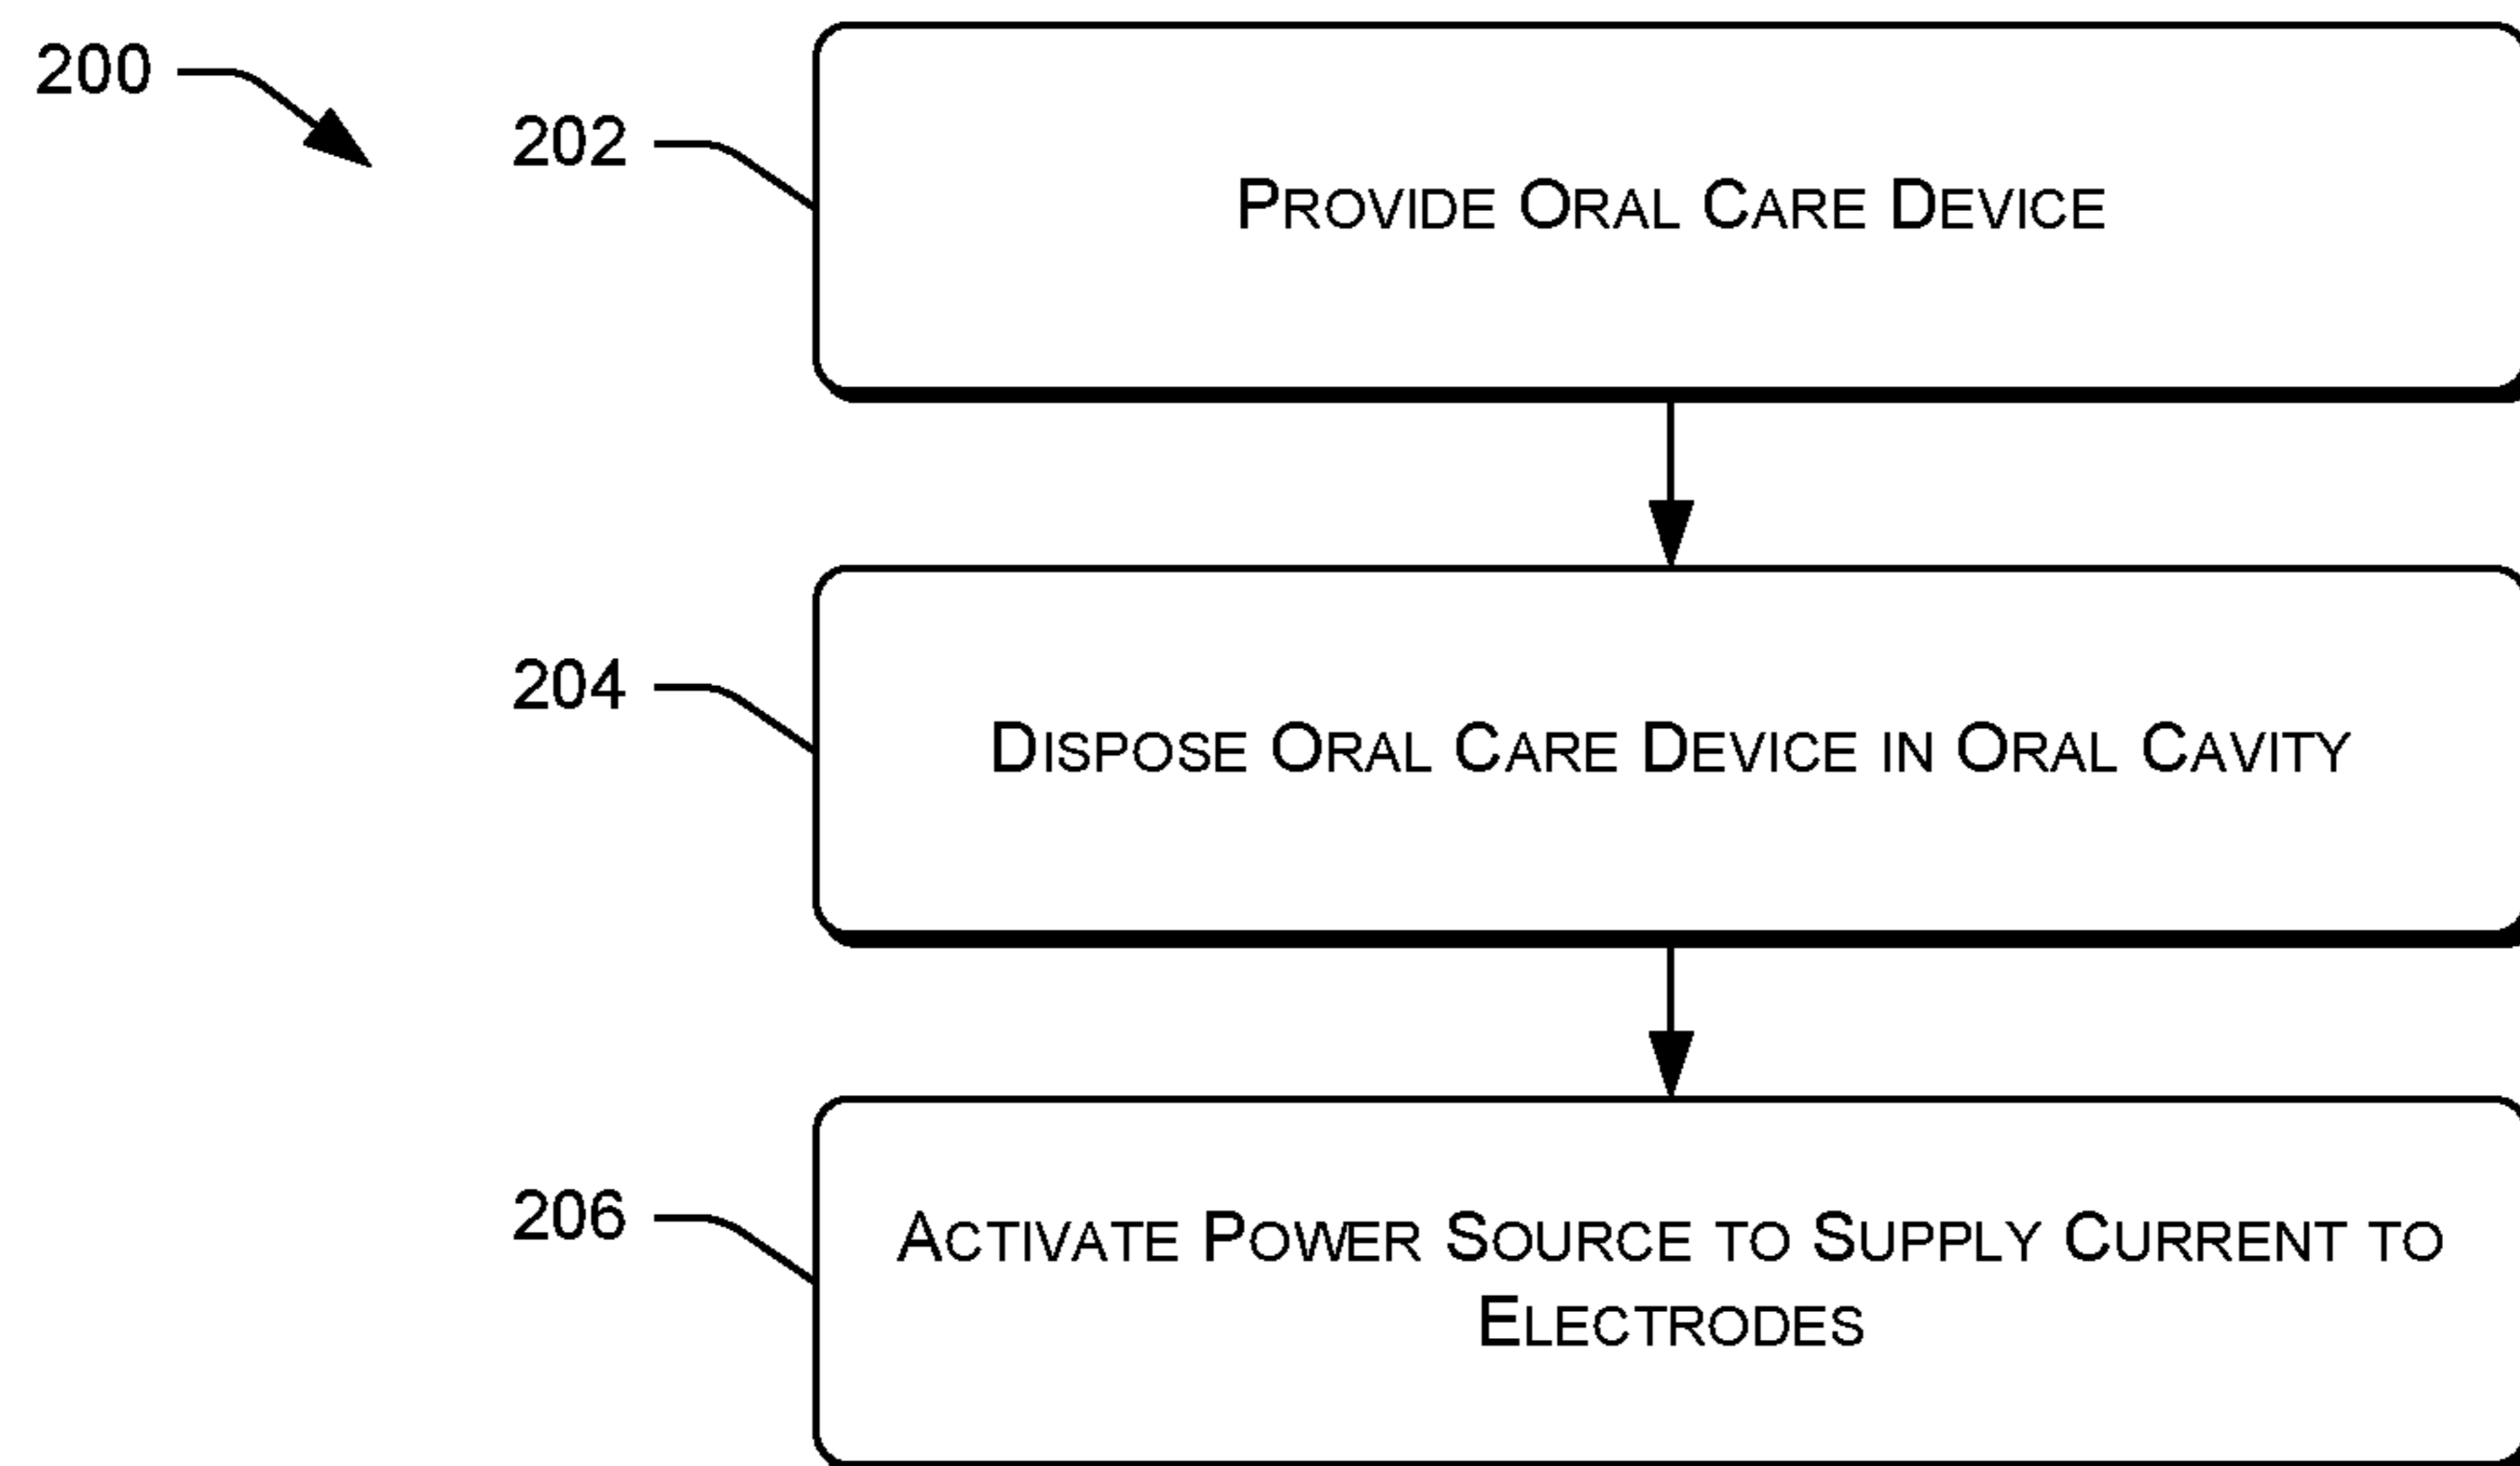 200
202
PROVIDE ORAL CARE DEVICE
204
DISPOSE ORAL CARE DEVICE IN ORAL CAVITY
206
ACTIVATE POWER SOURCE TO SUPPLY CURRENT TO
ELECTRODES